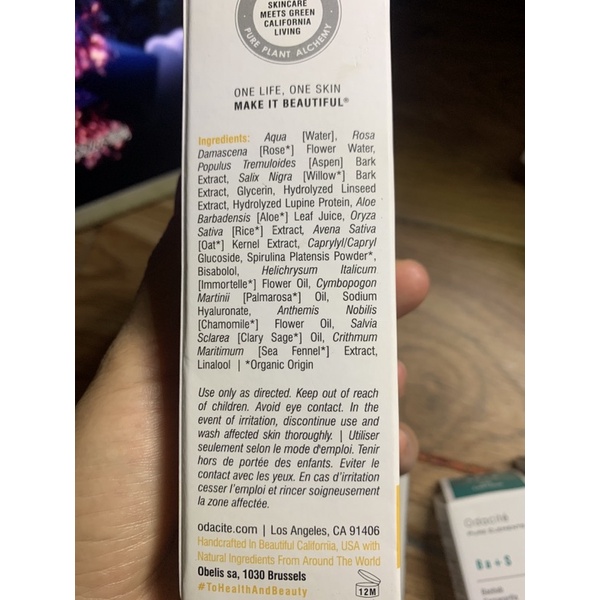 SKINCARE
MEETS GREEN
CALIFORNIA
LIVING
PURE PLANT ALCHEMY
ONE LIFE, ONE SKIN
MAKE IT BEAUTIFUL®
Ingredients: Aqua [Water], Rosa
Damascena [Rose*] Flower Water,
Populus Tremuloides [Aspen] Bark
Extract, Salix Nigra [Willow*] Bark
Extract, Glycerin, Hydrolyzed Linseed
Extract, Hydrolyzed Lupine Protein, Aloe
Barbadensis [Aloe*] Leaf Juice, Oryza
Sativa [Rice*] Extract, Avena Sativa
[Oat*] Kernel Extract, Caprylyl/Capryl
Glucoside, Spirulina Platensis Powder*,
Bisabolol, Helichrysum Italicum
[Immortelle*] Flower Oil, Cymbopogon
Martinii [Palmarosa*] Oil, Sodium
Hyaluronate, Anthemis Nobilis
[Chamomile*] Flower Oil, Salvia
Sclarea [Clary Sage*] Oil, Crithmum
Maritimum [Sea Fennel*] Extract,
Linalool | *Organic Origin
Use only as directed. Keep out of reach
of children. Avoid eye contact. In the
event of irritation, discontinue use and
wash affected skin thoroughly. | Utiliser
seulement selon le mode d'emploi. Tenir
hors de portée des enfants. Eviter le
contact avec les yeux. En cas d'irritation
cesser l'emploi et rincer soigneusement
la zone affectée.
odacite.com | Los Angeles, CA 91406
Handcrafted In Beautiful California, USA with
Natural Ingredients From Around The World
Obelis sa, 1030 Brussels
#ToHealthAndBeauty
12M
Odacité
Ba+S